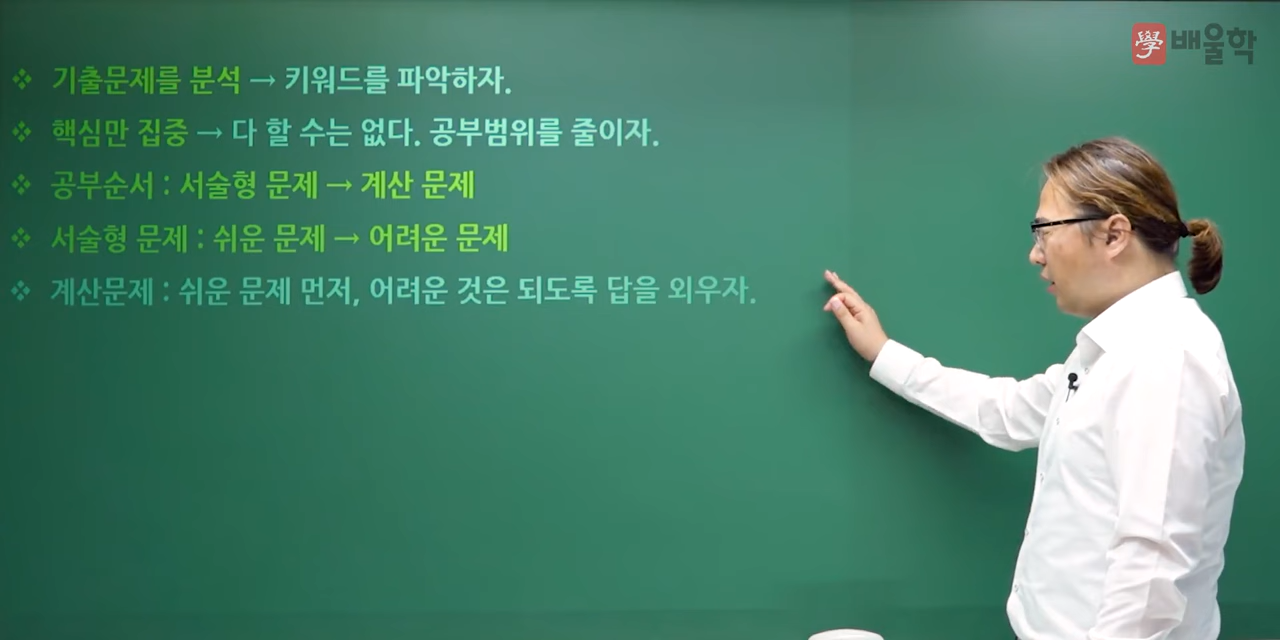 學 배울학
❖ 기출문제를 분석 → 키워드를 파악하자.
❖ 핵심만 집중 → 다 할 수는 없다. 공부범위를 줄이자.
❖ 공부순서 : 서술형 문제 → 계산 문제
❖ 서술형 문제 : 쉬운 문제 → 어려운 문제
❖ 계산문제 : 쉬운 문제 먼저, 어려운 것은 되도록 답을 외우자.